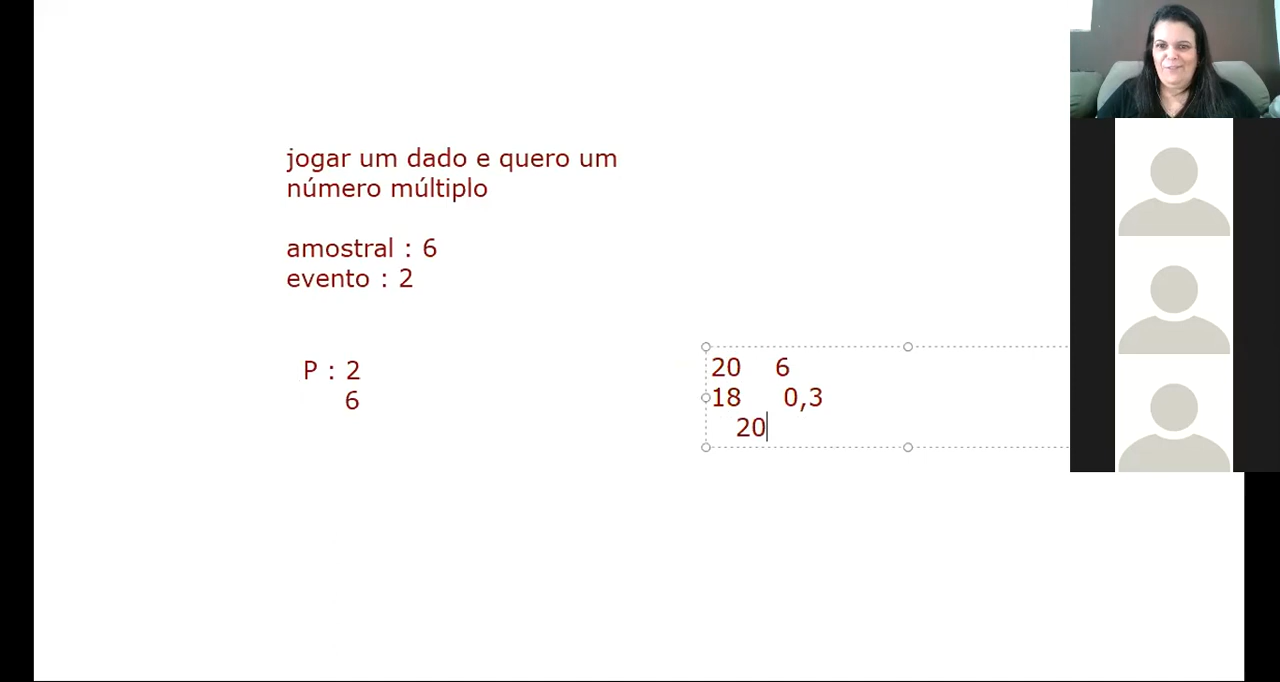 jogar um dado e quero um
número múltiplo
amostral : 6
evento : 2
P : 2
6
20 6
18 0,3
20